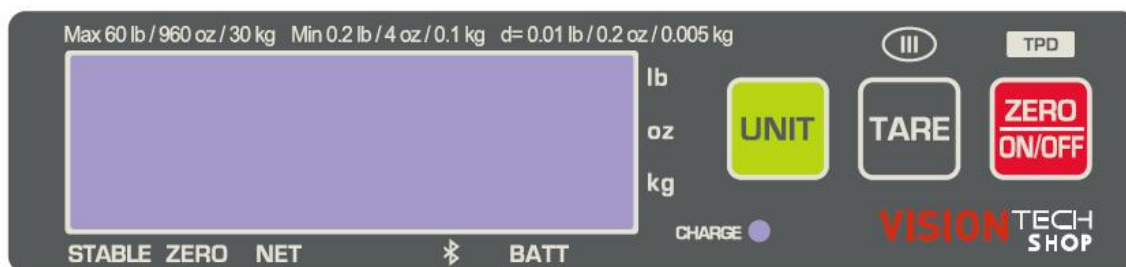 Max 60 lb / 960 oz / 30 kg Min 0.2 lb / 4 oz / 0.1 kg d= 0.01 lb / 0.2 oz / 0.005 kg
III
TPD
lb
oz
kg
UNIT
TARE
ZERO
ON/OFF
CHARGE
VISIONTECH
SHOP
STABLE ZERO NET BATT